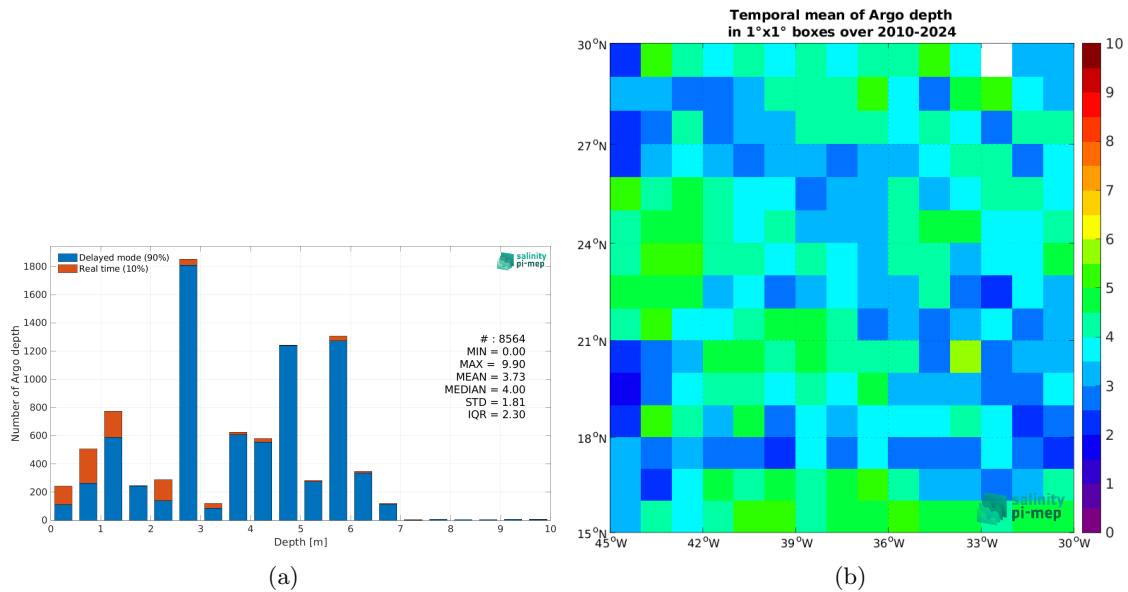 Delayed mode (90%)
Real time (10%)
salinity
pi-mep
# : 8564
MIN = 0.00
MAX = 9.90
MEAN = 3.73
MEDIAN = 4.00
STD = 1.81
IQR = 2.30
Number of Argo depth
1800
1600
1400
1200
1000
800
600
400
200
0
0 1 2 3 4 5 6 7 8 9 10
Depth [m]
(a)
Temporal mean of Argo depth
in 1°x1° boxes over 2010-2024
30°N
27°N
24°N
21°N
18°N
15°N
45°W 42°W 39°W 36°W 33°W 30°W
salinity
pi-mep
10
9
8
7
6
5
4
3
2
1
0
(b)